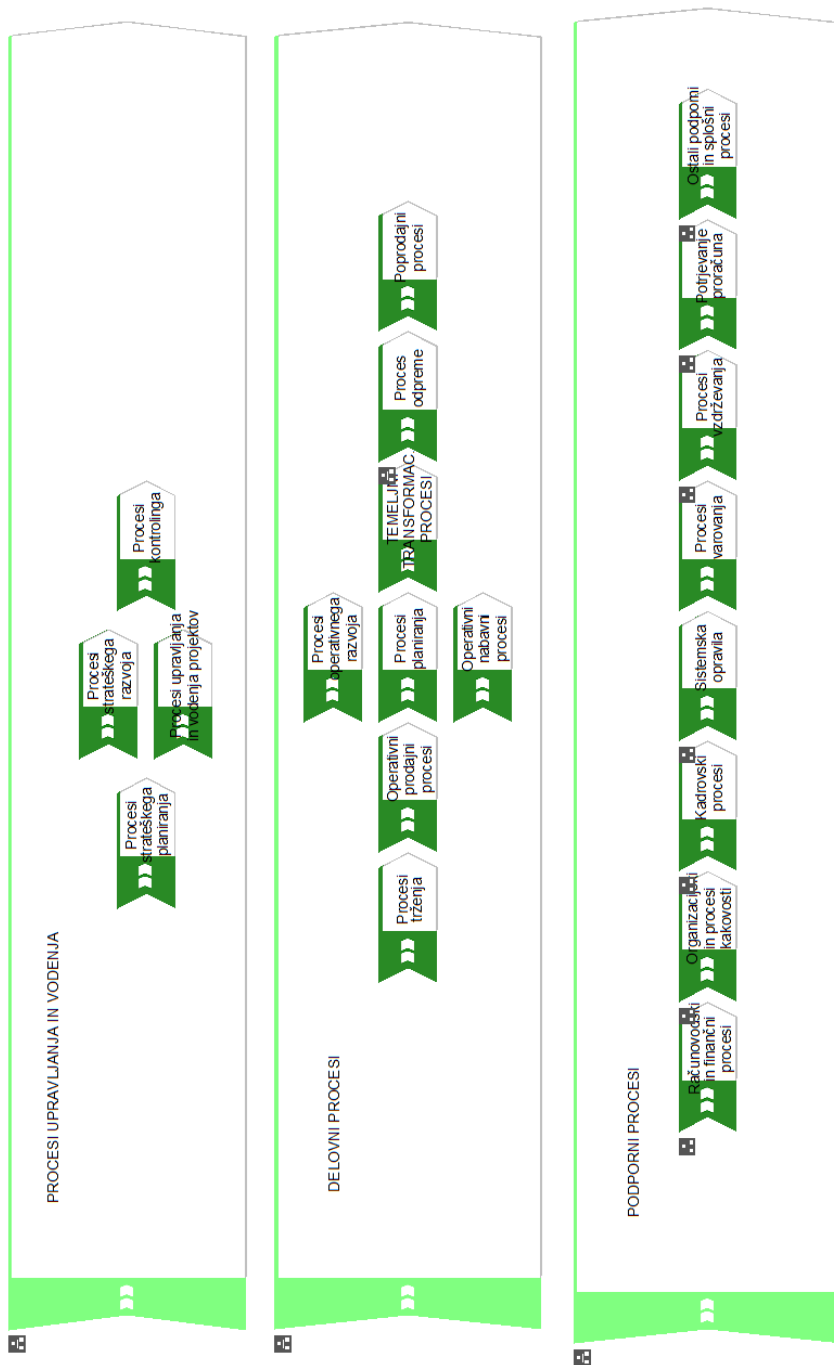 PROCESI UPRAVLJANJA IN VODENJA
Procesi
strateškega
planiranja
Procesi
strateškega
razvoja
Procesi upravljanja
in vodenja projektov
Procesi
kontrolinga
DELOVNI PROCESI
Procesi
trženja
Operativni
prodajni
procesi
Procesi
operativnega
razvoja
Procesi
planiranja
Operativni
nabavni
procesi
TEMELJNI
TRANSFORMAC.
PROCESI
Proces
odpreme
Poprodajni
procesi
PODPORNI PROCESI
Računovodski
in finančni
procesi
Organizacijski
in procesi
kakovosti
Kadrovski
procesi
Sistemska
opravila
Procesi
varovanja
Procesi
vzdrževanja
Potrjevanje
proračuna
Ostali podporni
in splošni
procesi